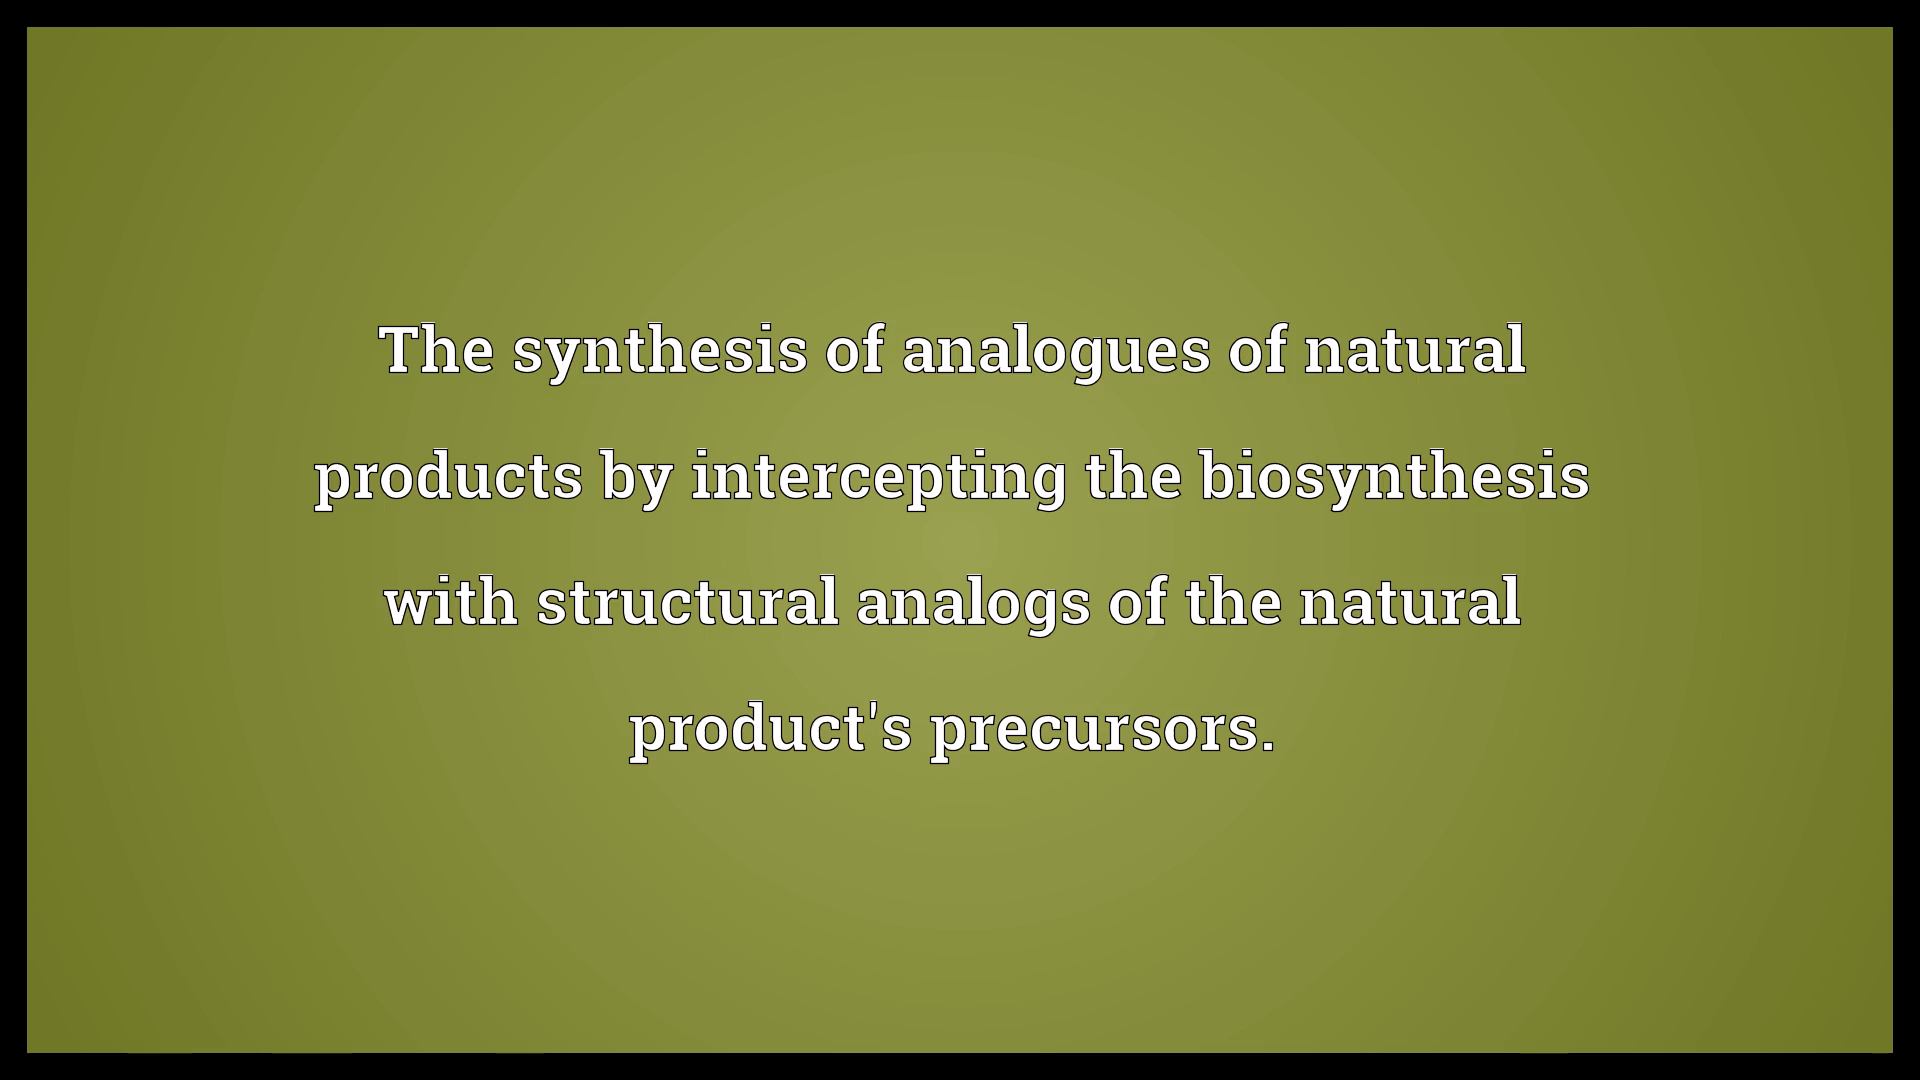 The synthesis of analogues of natural
products by intercepting the biosynthesis
with structural analogs of the natural
product's precursors.